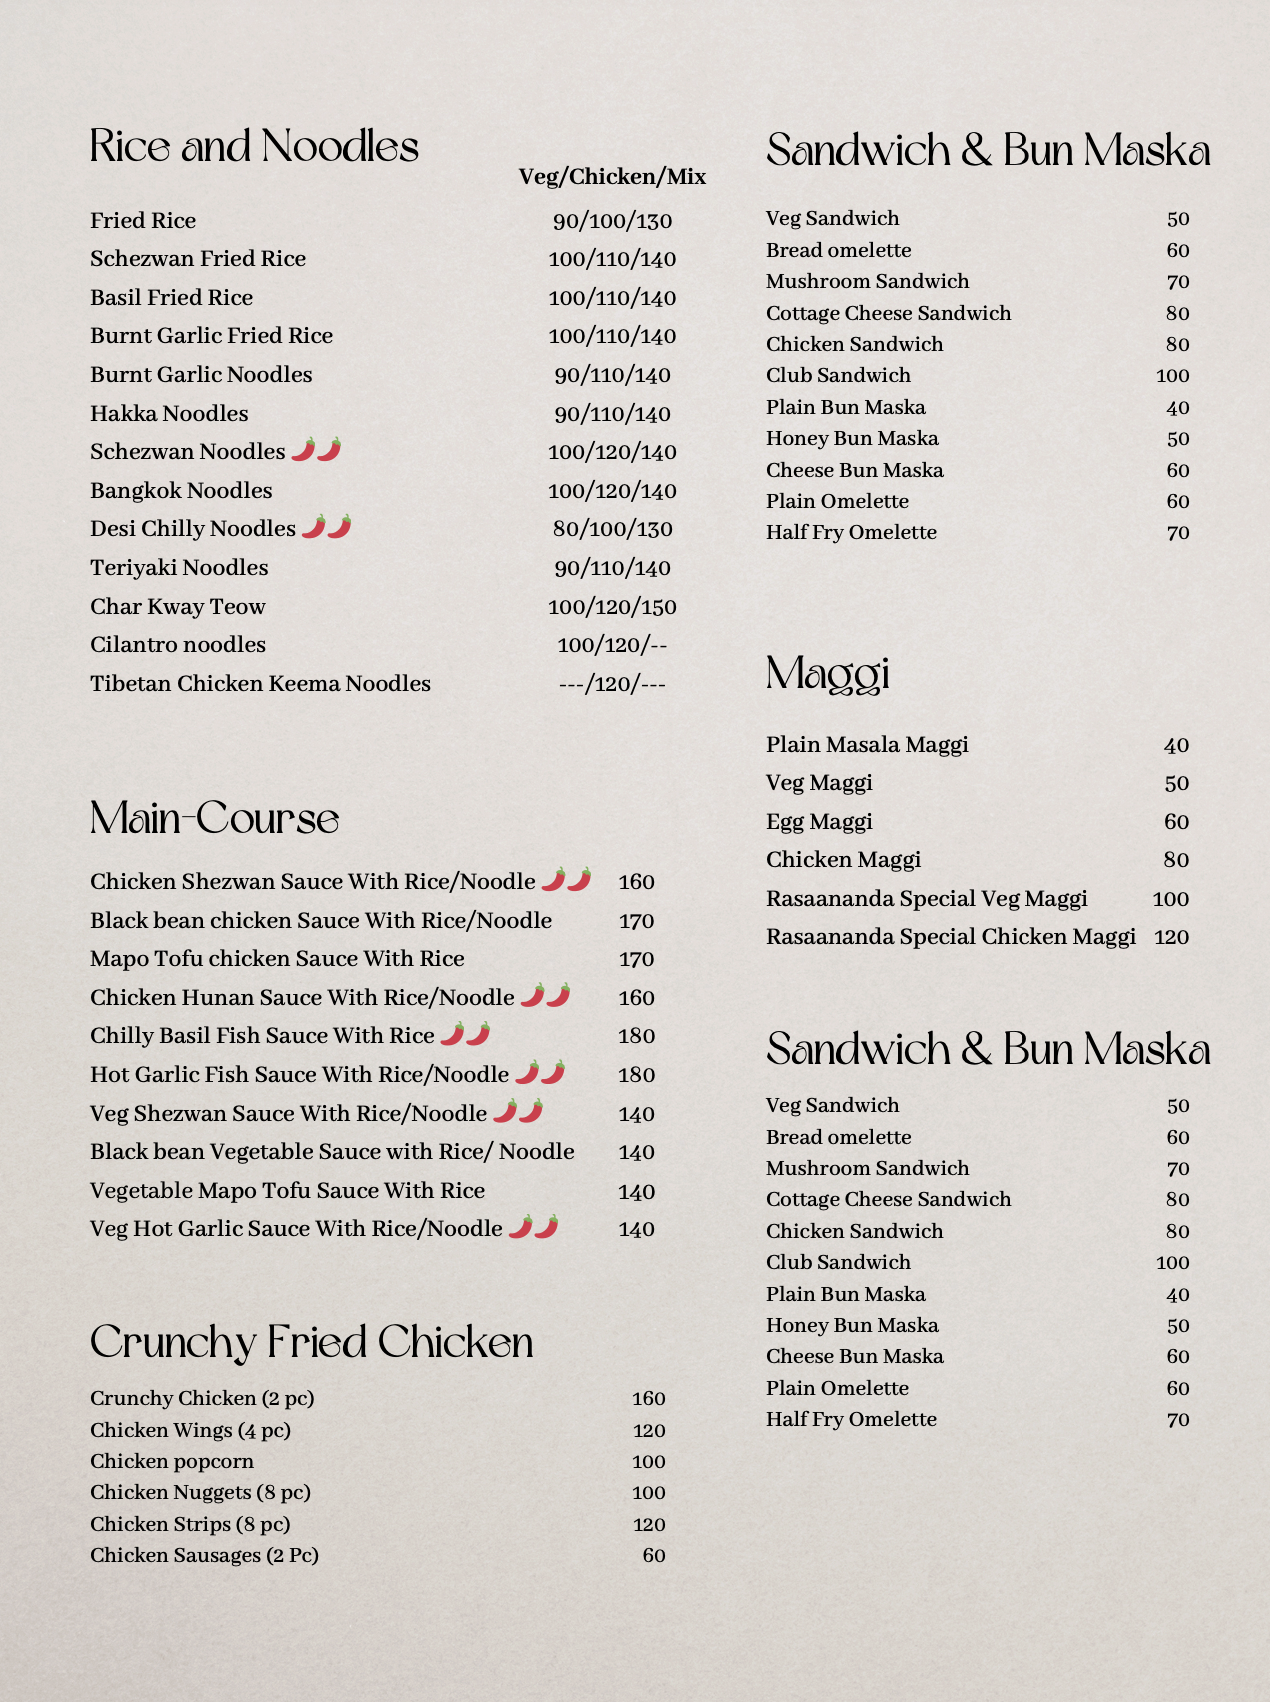 Rice and Noodles
Veg/Chicken/Mix
Fried Rice 90/100/130
Schezwan Fried Rice 100/110/140
Basil Fried Rice 100/110/140
Burnt Garlic Fried Rice 100/110/140
Burnt Garlic Noodles 90/110/140
Hakka Noodles 90/110/140
Schezwan Noodles 🌶️🌶️ 100/120/140
Bangkok Noodles 100/120/140
Desi Chilly Noodles 🌶️🌶️ 80/100/130
Teriyaki Noodles 90/110/140
Char Kway Teow 100/120/150
Cilantro noodles 100/120/--
Tibetan Chicken Keema Noodles ---/120/---
Main-Course
Chicken Shezwan Sauce With Rice/Noodle 🌶️🌶️ 160
Black bean chicken Sauce With Rice/Noodle 170
Mapo Tofu chicken Sauce With Rice 170
Chicken Hunan Sauce With Rice/Noodle 🌶️🌶️ 160
Chilly Basil Fish Sauce With Rice 🌶️🌶️ 180
Hot Garlic Fish Sauce With Rice/Noodle 🌶️🌶️ 180
Veg Shezwan Sauce With Rice/Noodle 🌶️🌶️ 140
Black bean Vegetable Sauce with Rice/ Noodle 140
Vegetable Mapo Tofu Sauce With Rice 140
Veg Hot Garlic Sauce With Rice/Noodle 🌶️🌶️ 140
Crunchy Fried Chicken
Crunchy Chicken (2 pc) 160
Chicken Wings (4 pc) 120
Chicken popcorn 100
Chicken Nuggets (8 pc) 100
Chicken Strips (8 pc) 120
Chicken Sausages (2 Pc) 60
Sandwich & Bun Maska
Veg Sandwich 50
Bread omelette 60
Mushroom Sandwich 70
Cottage Cheese Sandwich 80
Chicken Sandwich 80
Club Sandwich 100
Plain Bun Maska 40
Honey Bun Maska 50
Cheese Bun Maska 60
Plain Omelette 60
Half Fry Omelette 70
Maggi
Plain Masala Maggi 40
Veg Maggi 50
Egg Maggi 60
Chicken Maggi 80
Rasaananda Special Veg Maggi 100
Rasaananda Special Chicken Maggi 120
Sandwich & Bun Maska
Veg Sandwich 50
Bread omelette 60
Mushroom Sandwich 70
Cottage Cheese Sandwich 80
Chicken Sandwich 80
Club Sandwich 100
Plain Bun Maska 40
Honey Bun Maska 50
Cheese Bun Maska 60
Plain Omelette 60
Half Fry Omelette 70